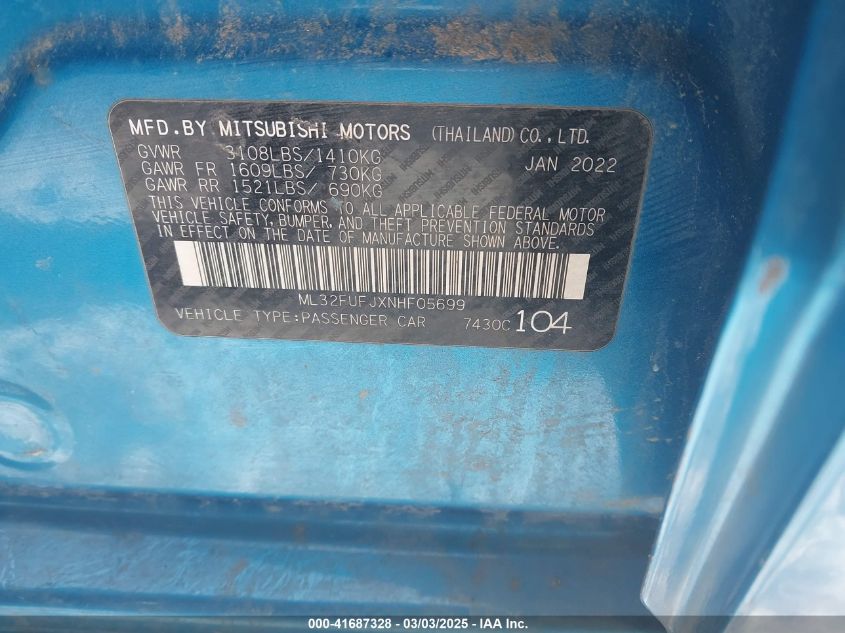 MFD.BY MITSUBISHI MOTORS (THAILAND)CO.,LTD.
GVWR 3108LBS/1410KG JAN 2022
GAWR FR 1609LBS/ 730KG
GAWR RR 1521LBS/ 690KG
THIS VEHICLE CONFORMS TO ALL APPLICABLE FEDERAL MOTOR
VEHICLE SAFETY, BUMPER, AND THEFT PREVENTION STANDARDS
IN EFFECT ON THE DATE OF MANUFACTURE SHOWN ABOVE.
ML32FUFJXNHF05699
VEHICLE TYPE:PASSENGER CAR 7430C 104
000-41687328 - 03/03/2025 - IAA Inc.